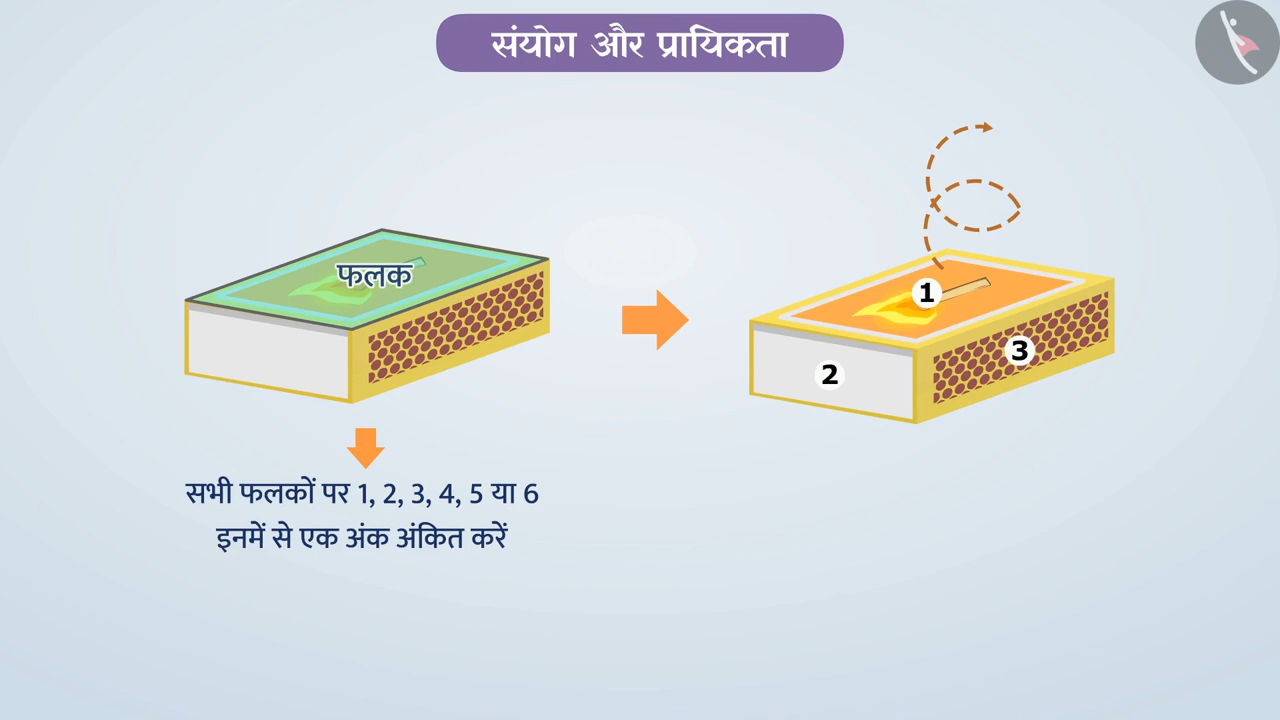 संयोग और प्रायिकता
फलक
1
2
3
सभी फलकों पर 1, 2, 3, 4, 5 या 6
इनमें से एक अंक अंकित करें